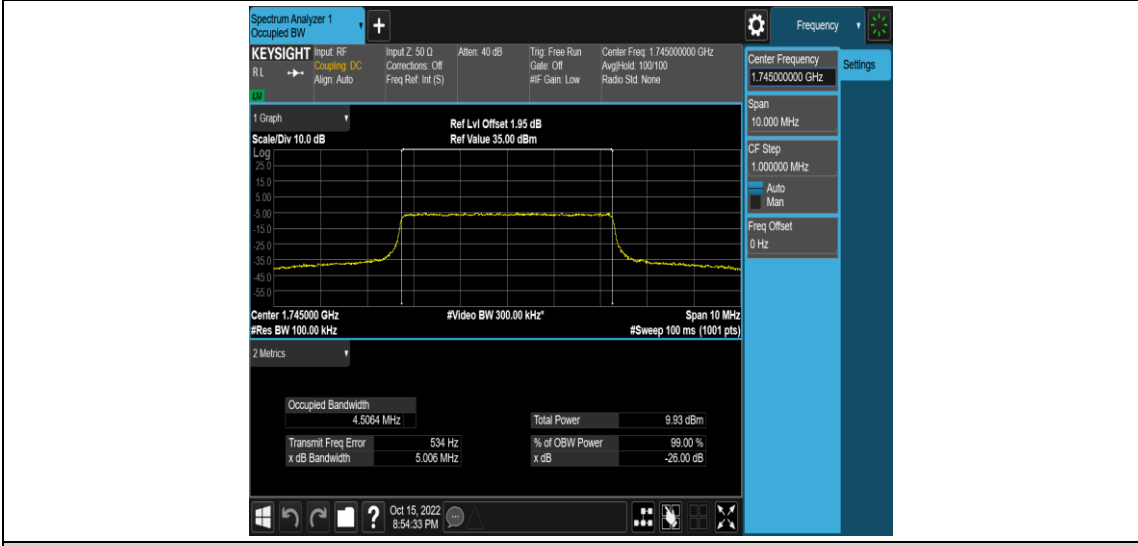 Spectrum Analyzer 1
Occupied BW
+
Frequency
KEYSIGHT
R L
LXI
Input: RF
Coupling: DC
Align: Auto
Input Z: 50 Ω
Corrections: Off
Freq Ref: Int (S)
Atten: 40 dB
Trig: Free Run
Gate: Off
#IF Gain: Low
Center Freq: 1.745000000 GHz
Avg|Hold: 100/100
Radio Std: None
Center Frequency
1.745000000 GHz
Settings
Span
10.000 MHz
CF Step
1.000000 MHz
Auto
Man
Freq Offset
0 Hz
1 Graph
Scale/Div 10.0 dB
Ref Lvl Offset 1.95 dB
Ref Value 35.00 dBm
Log
25.0
15.0
5.00
-5.00
-15.0
-25.0
-35.0
-45.0
-55.0
Center 1.745000 GHz
#Video BW 300.00 kHz*
Span 10 MHz
#Res BW 100.00 kHz
#Sweep 100 ms (1001 pts)
2 Metrics
Occupied Bandwidth
4.5064 MHz
Total Power 9.93 dBm
Transmit Freq Error 534 Hz
% of OBW Power 99.00 %
x dB Bandwidth 5.006 MHz
x dB -26.00 dB
?
Oct 15, 2022
8:54:33 PM